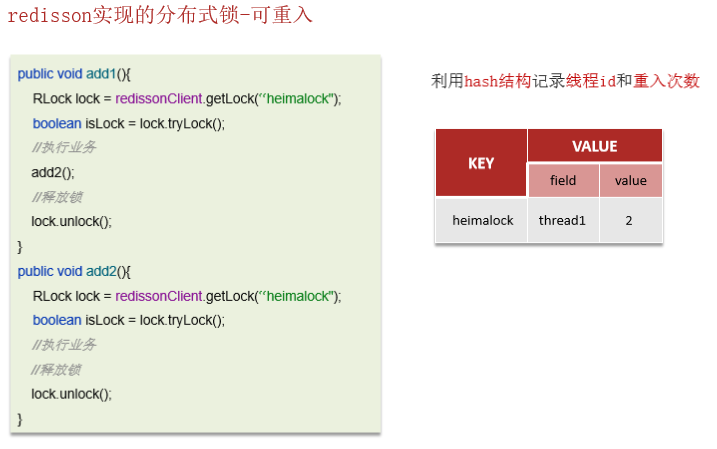 redisson实现的分布式锁-可重入
public void add1(){
RLock lock = redissonClient.getLock(“heimalock");
boolean isLock = lock.tryLock();
//执行业务
add2();
//释放锁
lock.unlock();
}
public void add2(){
RLock lock = redissonClient.getLock(“heimalock");
boolean isLock = lock.tryLock();
//执行业务
//释放锁
lock.unlock();
}
利用hash结构记录线程id和重入次数
KEY VALUE
field value
heimalock thread1 2